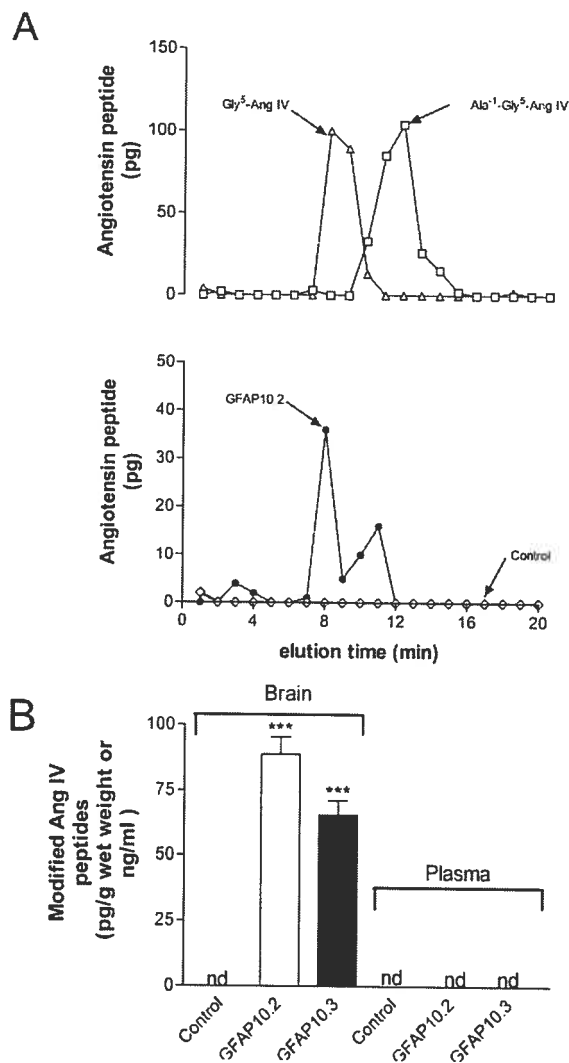 A
Angiotensin peptide
(pg)
150
100
50
0
Gly⁵-Ang IV
Ala⁻¹-Gly⁵-Ang IV
Angiotensin peptide
(pg)
50
40
30
20
10
0
GFAP10 2
Control
0 4 8 12 16 20
elution time (min)
B
Modified Ang IV
peptides
(pg/g wet weight or
ng/ml )
100
75
50
25
0
Brain
***
***
Plasma
nd nd nd nd
Control GFAP10.2 GFAP10.3 Control GFAP10.2 GFAP10.3